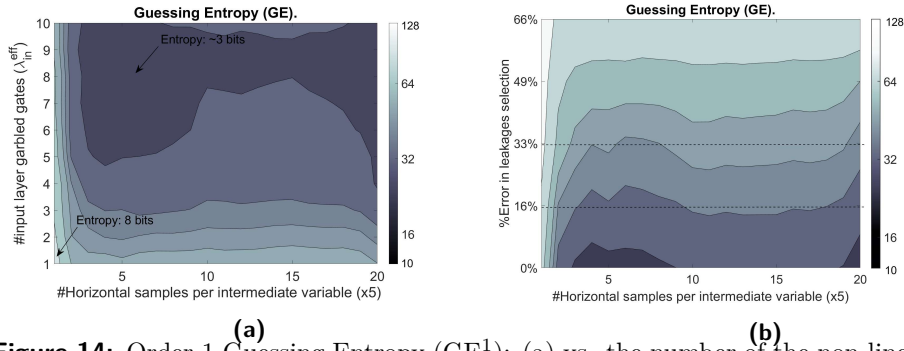 Guessing Entropy (GE).
10
9
8
7
6
5
4
3
2
1
#input layer garbled gates (λ_in^eff)
Entropy: ~3 bits
Entropy: 8 bits
5 10 15 20
#Horizontal samples per intermediate variable (x5)
128
64
32
16
10
(a)
Guessing Entropy (GE).
66%
49%
33%
16%
0%
%Error in leakages selection
5 10 15 20
#Horizontal samples per intermediate variable (x5)
128
64
32
16
10
(b)
Figure 14: Order 1 Guessing Entropy (GE¹): (a) vs. the number of the non-line